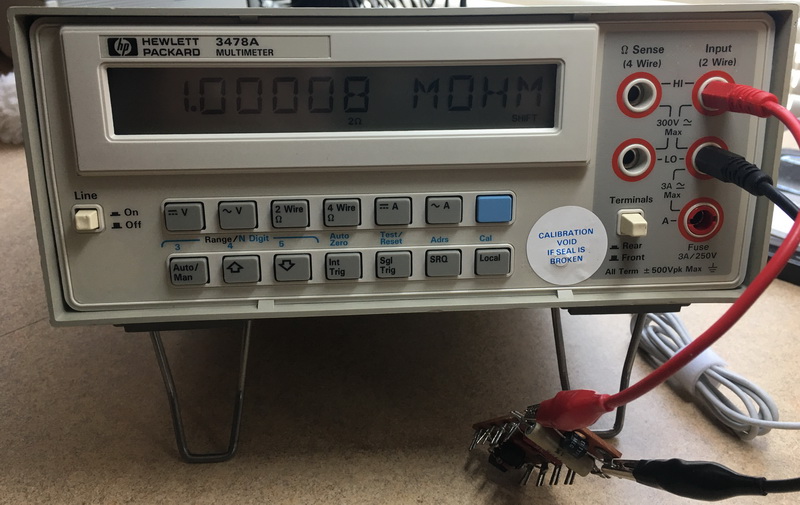 hp HEWLETT PACKARD 3478A MULTIMETER
1.00008 MOHM
2Ω SHIFT
Ω Sense (4 Wire)
Input (2 Wire)
HI
300V Max
LO
3A Max
A
Fuse 3A/250V
Terminals
Rear
Front
All Term ±500Vpk Max
Line
On
Off
V
~ V
2 Wire Ω
4 Wire Ω
A
~ A
3 4 5
Range/N Digit
Auto Zero
Test/Reset
Adrs
Cal
Auto/Man
Int Trig
Sgl Trig
SRQ
Local
CALIBRATION
VOID
IF SEAL IS
BROKEN